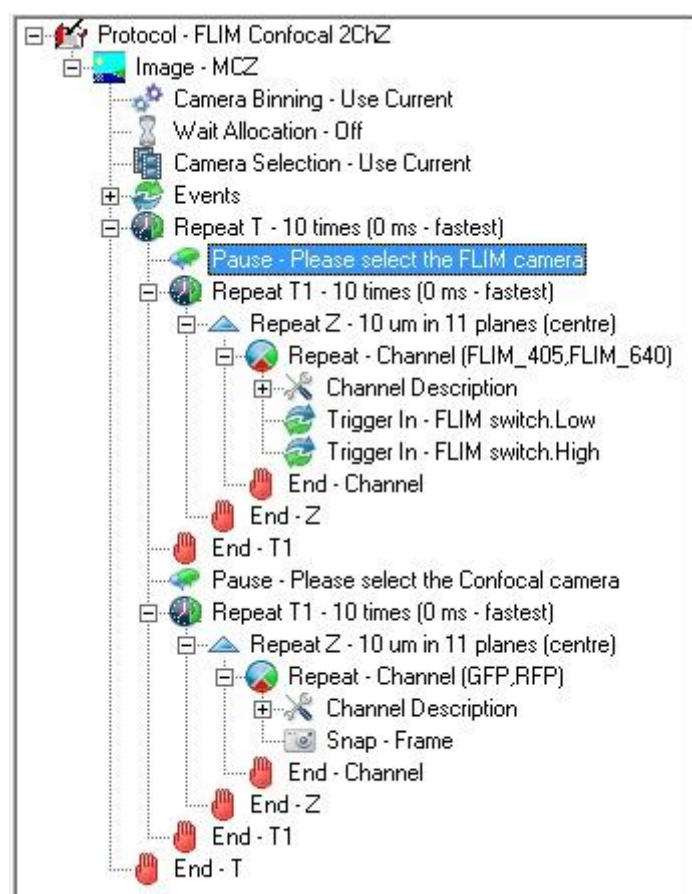 Protocol - FLIM Confocal 2ChZ
Image - MCZ
Camera Binning - Use Current
Wait Allocation - Off
Camera Selection - Use Current
Events
Repeat T - 10 times (0 ms - fastest)
Pause - Please select the FLIM camera
Repeat T1 - 10 times (0 ms - fastest)
Repeat Z - 10 um in 11 planes (centre)
Repeat - Channel (FLIM_405,FLIM_640)
Channel Description
Trigger In - FLIM switch.Low
Trigger In - FLIM switch.High
End - Channel
End - Z
End - T1
Pause - Please select the Confocal camera
Repeat T1 - 10 times (0 ms - fastest)
Repeat Z - 10 um in 11 planes (centre)
Repeat - Channel (GFP,RFP)
Channel Description
Snap - Frame
End - Channel
End - Z
End - T1
End - T